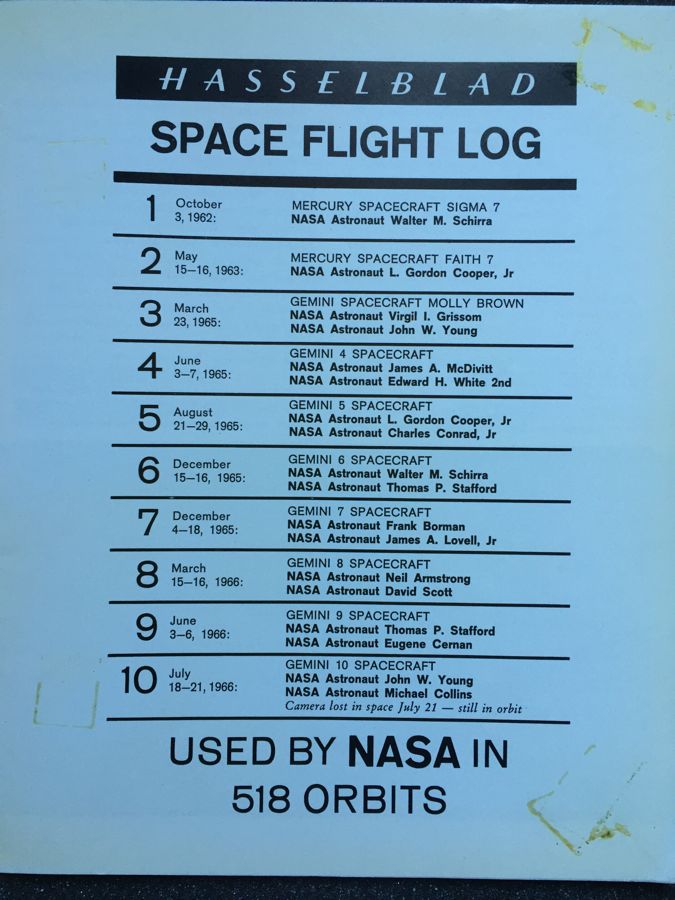 HASSELBLAD
SPACE FLIGHT LOG
1 October MERCURY SPACECRAFT SIGMA 7
3, 1962: NASA Astronaut Walter M. Schirra
2 May MERCURY SPACECRAFT FAITH 7
15–16, 1963: NASA Astronaut L. Gordon Cooper, Jr
3 March GEMINI SPACECRAFT MOLLY BROWN
23, 1965: NASA Astronaut Virgil I. Grissom
NASA Astronaut John W. Young
4 June GEMINI 4 SPACECRAFT
3–7, 1965: NASA Astronaut James A. McDivitt
NASA Astronaut Edward H. White 2nd
5 August GEMINI 5 SPACECRAFT
21–29, 1965: NASA Astronaut L. Gordon Cooper, Jr
NASA Astronaut Charles Conrad, Jr
6 December GEMINI 6 SPACECRAFT
15–16, 1965: NASA Astronaut Walter M. Schirra
NASA Astronaut Thomas P. Stafford
7 December GEMINI 7 SPACECRAFT
4–18, 1965: NASA Astronaut Frank Borman
NASA Astronaut James A. Lovell, Jr
8 March GEMINI 8 SPACECRAFT
15–16, 1966: NASA Astronaut Neil Armstrong
NASA Astronaut David Scott
9 June GEMINI 9 SPACECRAFT
3–6, 1966: NASA Astronaut Thomas P. Stafford
NASA Astronaut Eugene Cernan
10 July GEMINI 10 SPACECRAFT
18–21, 1966: NASA Astronaut John W. Young
NASA Astronaut Michael Collins
Camera lost in space July 21 — still in orbit
USED BY NASA IN
518 ORBITS